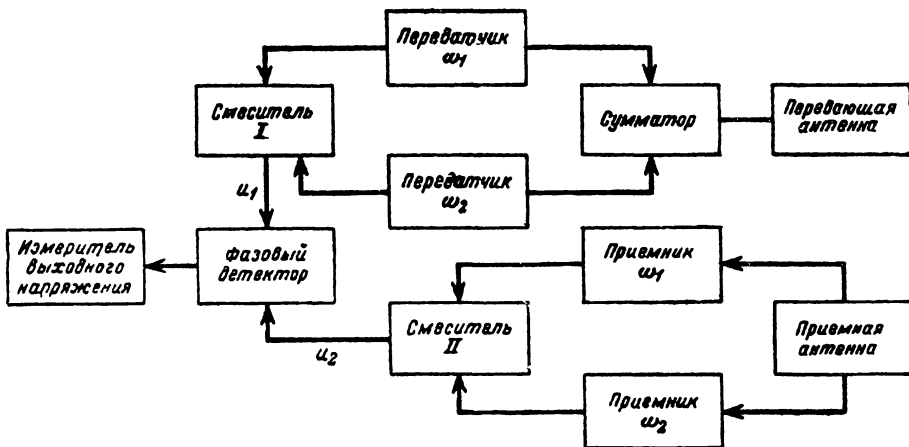 Передатчик
ω1
Смеситель
I
Сумматор
Передающая
антенна
Передатчик
ω2
u1
Измеритель
выходного
напряжения
Фазовый
детектор
Приемник
ω1
Смеситель
II
Приемная
антенна
u2
Приемник
ω2